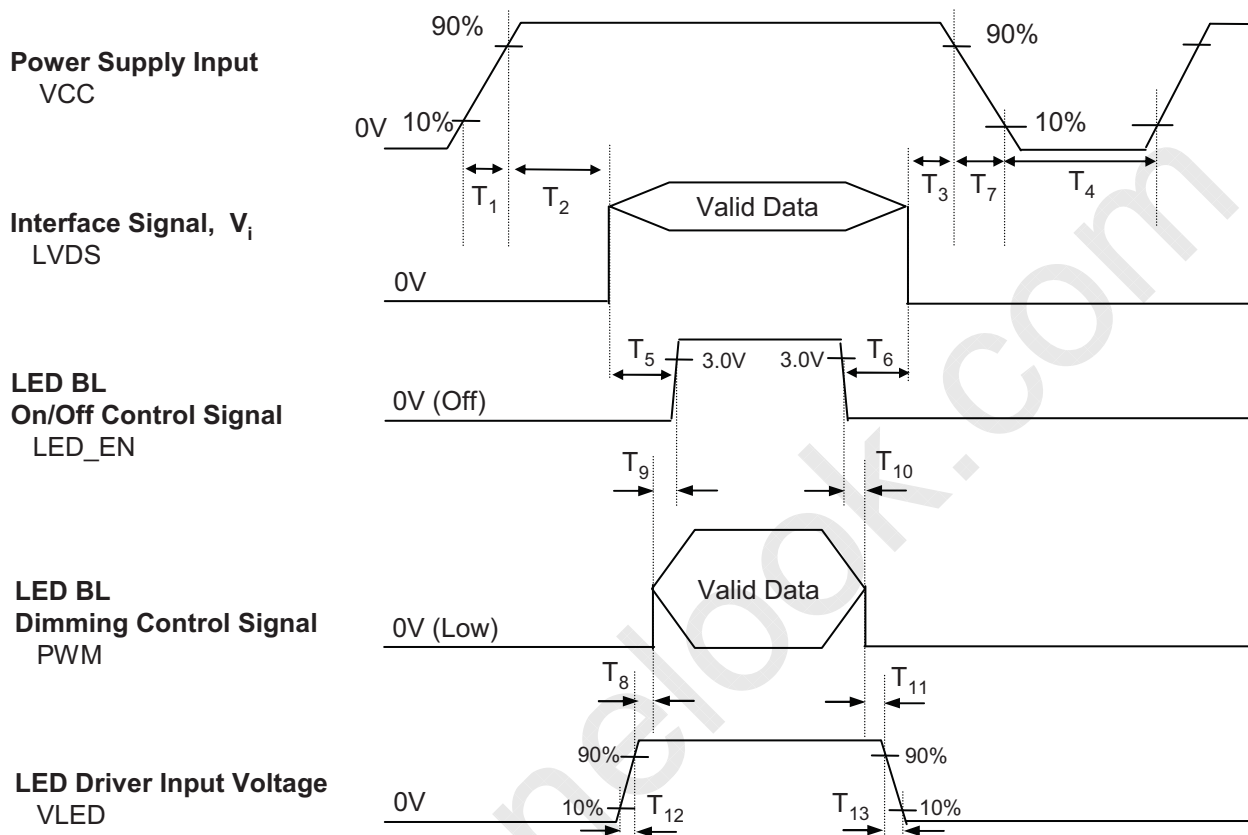 Power Supply Input
VCC
90%
90%
0V
10%
10%
T1
T2
T3
T7
T4
Interface Signal, Vi
LVDS
Valid Data
0V
LED BL
On/Off Control Signal
LED_EN
T5
3.0V
3.0V
T6
0V (Off)
T9
T10
LED BL
Dimming Control Signal
PWM
Valid Data
0V (Low)
T8
T11
LED Driver Input Voltage
VLED
90%
90%
0V
10%
T12
T13
10%
nelook.com